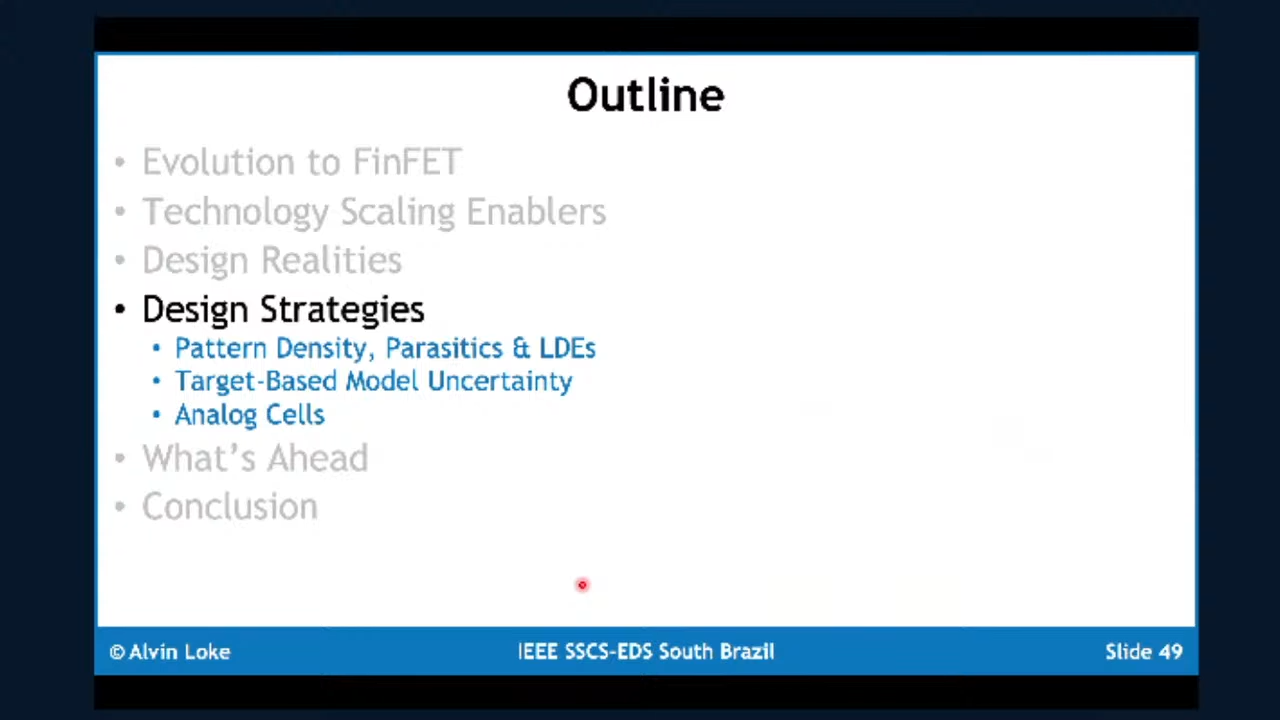 Outline
• Evolution to FinFET
• Technology Scaling Enablers
• Design Realities
• Design Strategies
• Pattern Density, Parasitics & LDEs
• Target-Based Model Uncertainty
• Analog Cells
• What's Ahead
• Conclusion
© Alvin Loke
IEEE SSCS-EDS South Brazil
Slide 49